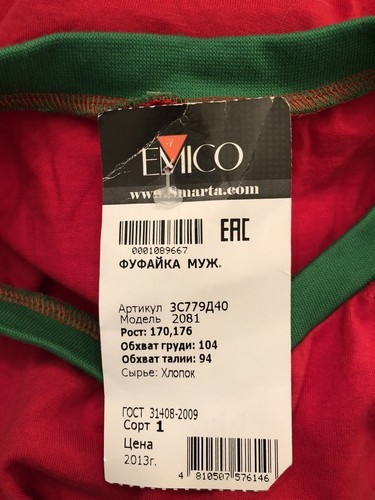 EMICO
www.8marta.com
EAC
0001089667
ФУФАЙКА МУЖ.
Артикул 3С779Д40
Модель 2081
Рост: 170,176
Обхват груди: 104
Обхват талии: 94
Сырье: Хлопок
ГОСТ 31408-2009
Сорт 1
Цена
2013г.
4 810507 576146